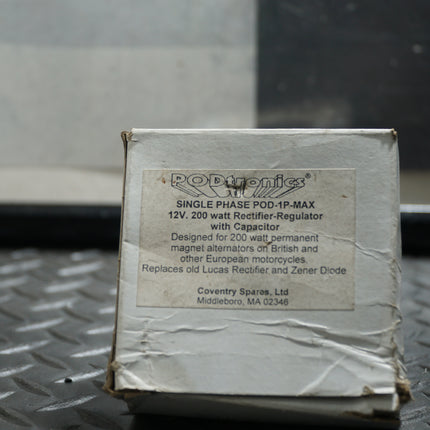 PODtronics®
SINGLE PHASE POD-1P-MAX
12V. 200 watt Rectifier-Regulator
with Capacitor
Designed for 200 watt permanent
magnet alternators on British and
other European motorcycles.
Replaces old Lucas Rectifier and Zener Diode
Coventry Spares, Ltd
Middleboro, MA 02346